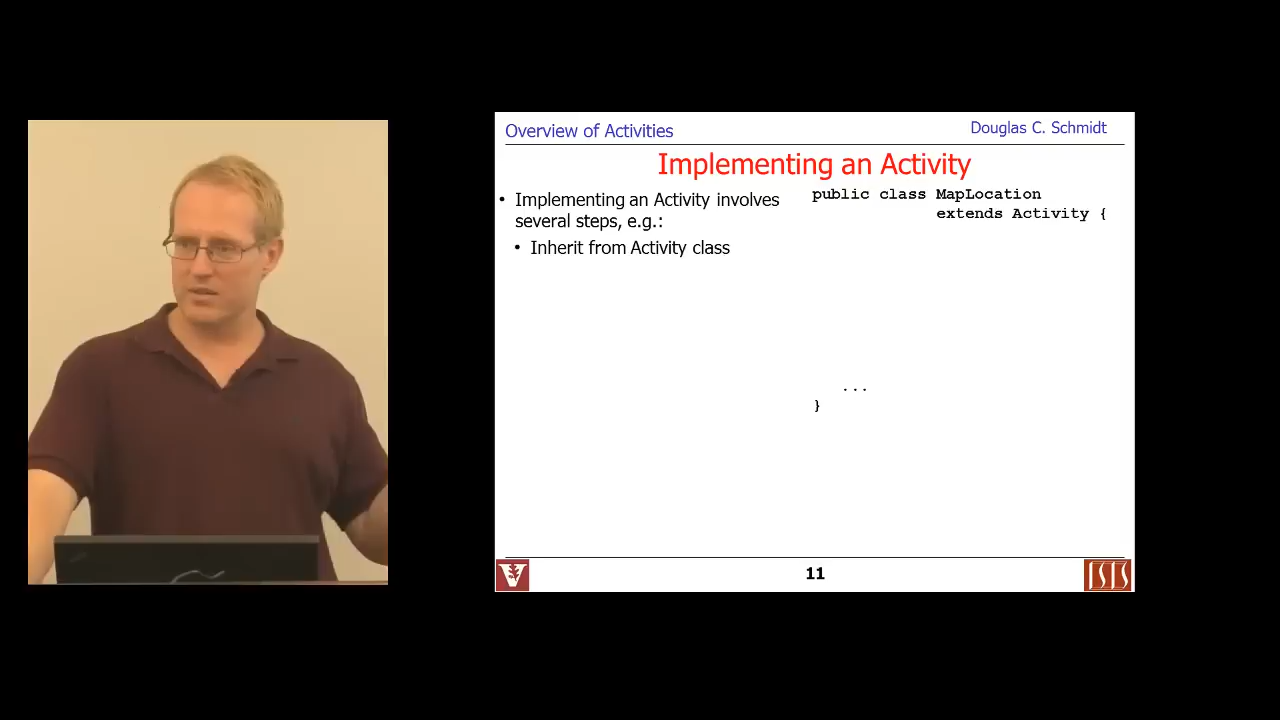 Overview of Activities
Douglas C. Schmidt
Implementing an Activity
• Implementing an Activity involves
several steps, e.g.:
• Inherit from Activity class
public class MapLocation
extends Activity {
...
}
11
V
ISIS